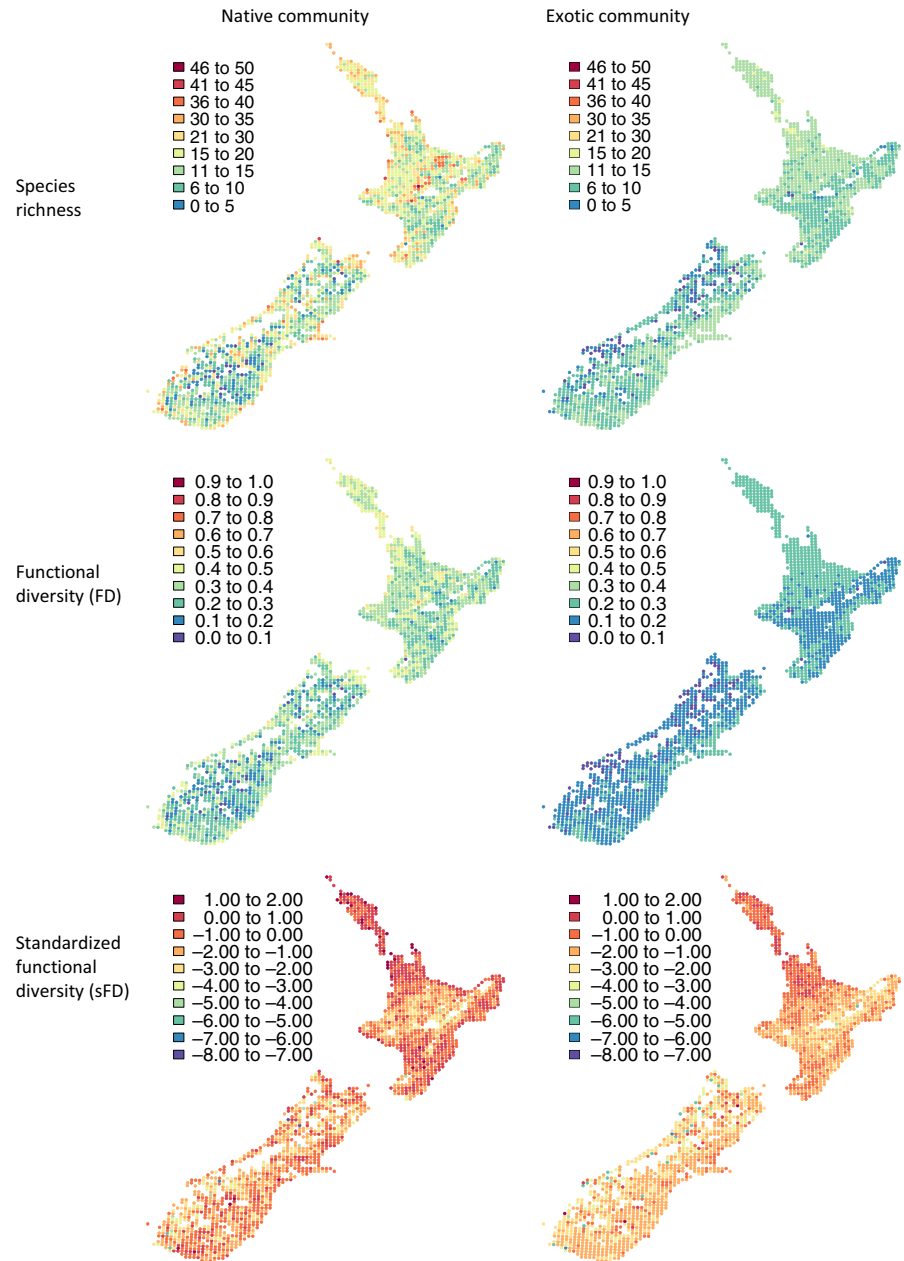 Native community
Exotic community
Species
richness
46 to 50
41 to 45
36 to 40
30 to 35
21 to 30
15 to 20
11 to 15
6 to 10
0 to 5
46 to 50
41 to 45
36 to 40
30 to 35
21 to 30
15 to 20
11 to 15
6 to 10
0 to 5
Functional
diversity (FD)
0.9 to 1.0
0.8 to 0.9
0.7 to 0.8
0.6 to 0.7
0.5 to 0.6
0.4 to 0.5
0.3 to 0.4
0.2 to 0.3
0.1 to 0.2
0.0 to 0.1
0.9 to 1.0
0.8 to 0.9
0.7 to 0.8
0.6 to 0.7
0.5 to 0.6
0.4 to 0.5
0.3 to 0.4
0.2 to 0.3
0.1 to 0.2
0.0 to 0.1
Standardized
functional
diversity (sFD)
1.00 to 2.00
0.00 to 1.00
−1.00 to 0.00
−2.00 to −1.00
−3.00 to −2.00
−4.00 to −3.00
−5.00 to −4.00
−6.00 to −5.00
−7.00 to −6.00
−8.00 to −7.00
1.00 to 2.00
0.00 to 1.00
−1.00 to 0.00
−2.00 to −1.00
−3.00 to −2.00
−4.00 to −3.00
−5.00 to −4.00
−6.00 to −5.00
−7.00 to −6.00
−8.00 to −7.00